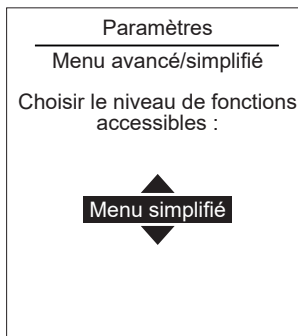 Paramètres
Menu avancé/simplifié
Choisir le niveau de fonctions
accessibles :
Menu simplifié